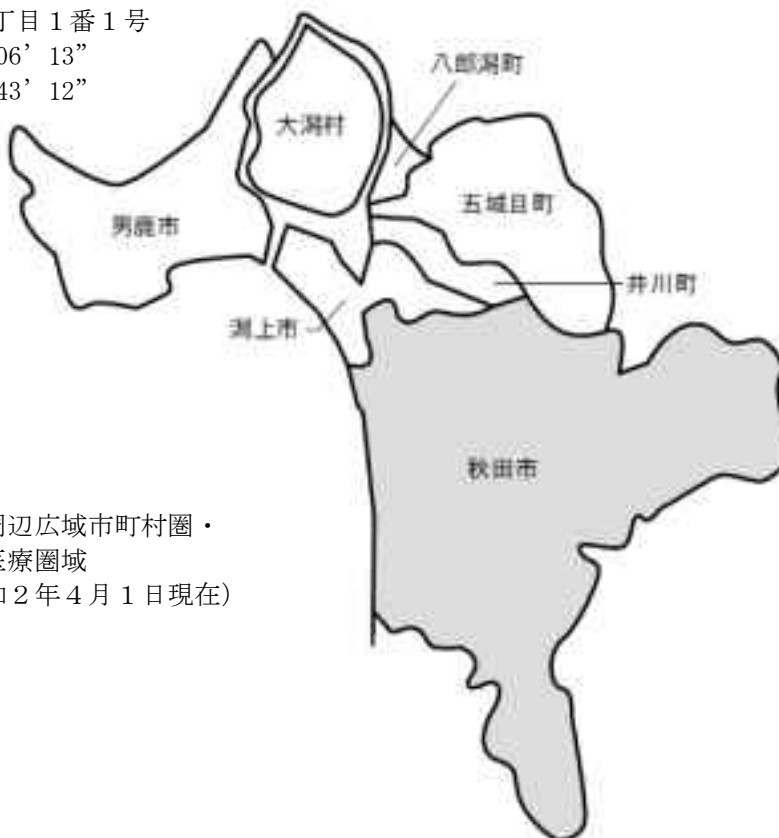 丁目１番１号
06’ 13”
43’ 12”
八郎潟町
大潟村
五城目町
男鹿市
井川町
潟上市
秋田市
周辺広域市町村圏・
医療圏域
和２年４月１日現在）